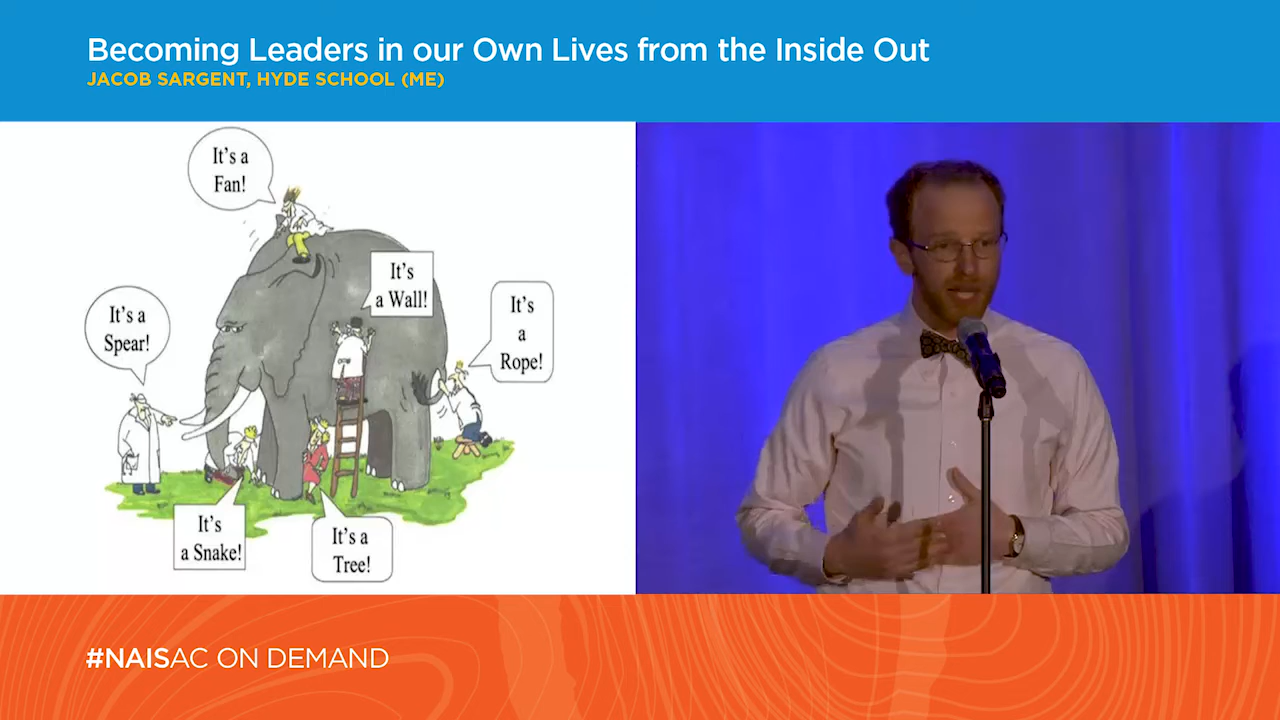 Becoming Leaders in our Own Lives from the Inside Out
JACOB SARGENT, HYDE SCHOOL (ME)
It's a
Fan!
It's
a Wall!
It's a
Spear!
It's
a
Rope!
It's
a Snake!
It's a
Tree!
#NAISAC ON DEMAND